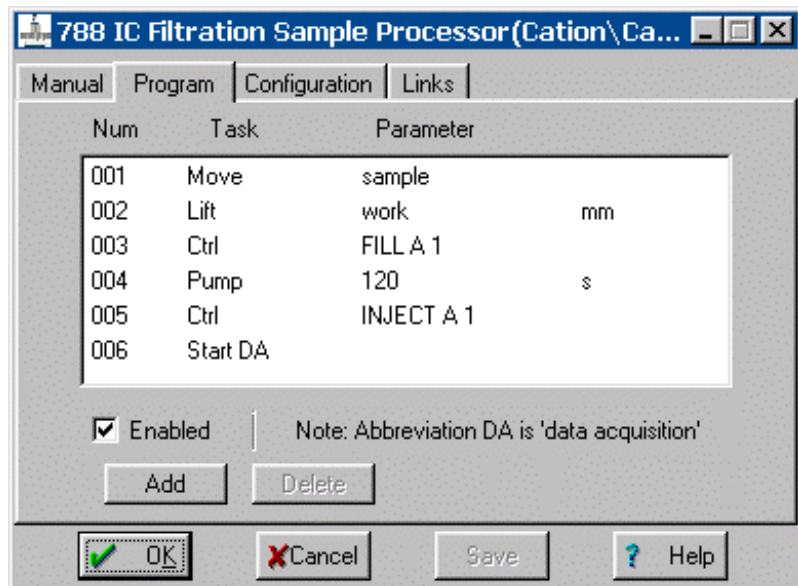 788 IC Filtration Sample Processor(Cation\Ca...
Manual Program Configuration Links
Num Task Parameter
001 Move sample
002 Lift work mm
003 Ctrl FILL A 1
004 Pump 120 s
005 Ctrl INJECT A 1
006 Start DA
Enabled Note: Abbreviation DA is 'data acquisition'
Add Delete
OK Cancel Save Help